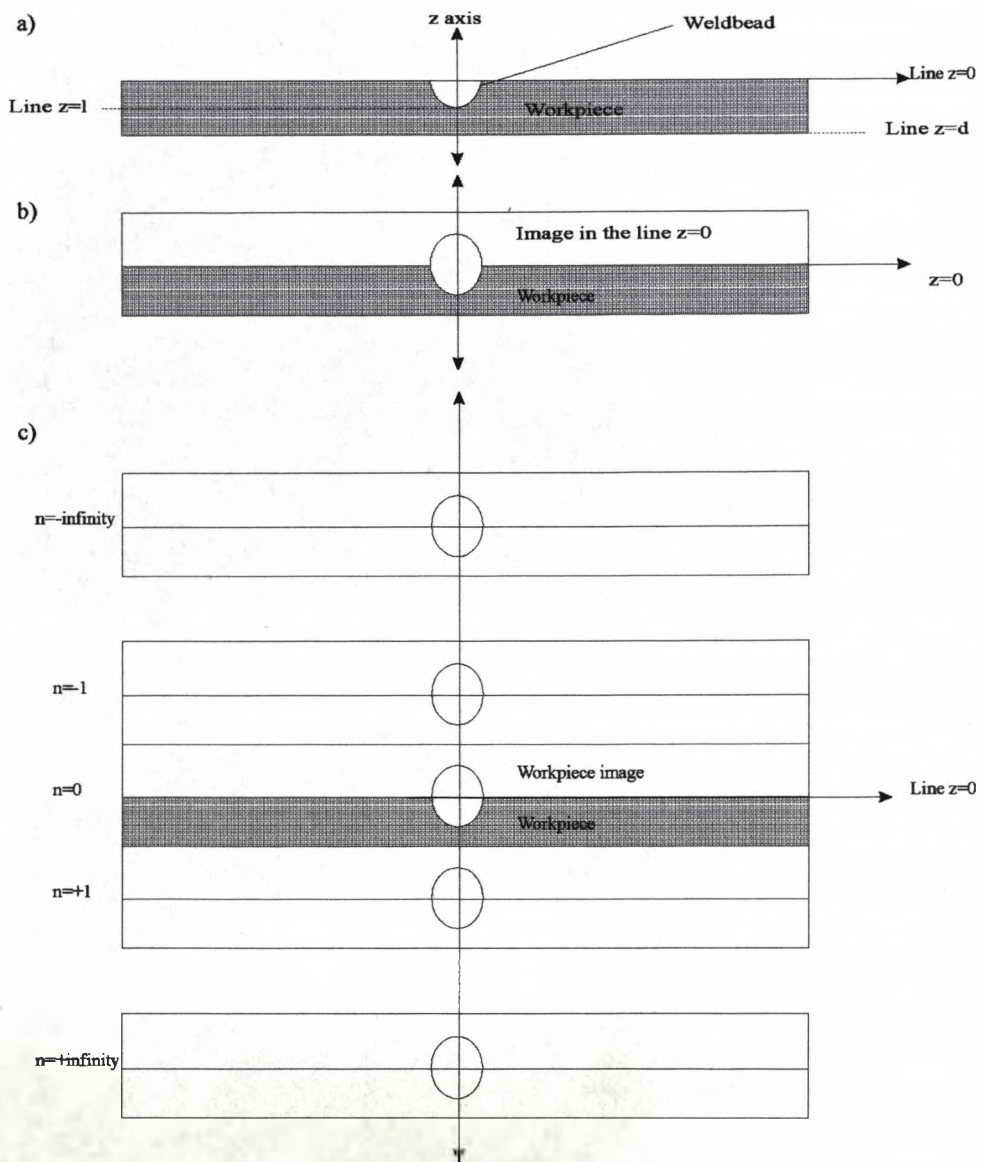 a)
z axis
Weldbead
Line z=0
Line z=l
Workpiece
Line z=d
b)
Image in the line z=0
z=0
Workpiece
c)
n=-infinity
n=-1
Workpiece image
n=0
Line z=0
Workpiece
n=+1
n=+infinity